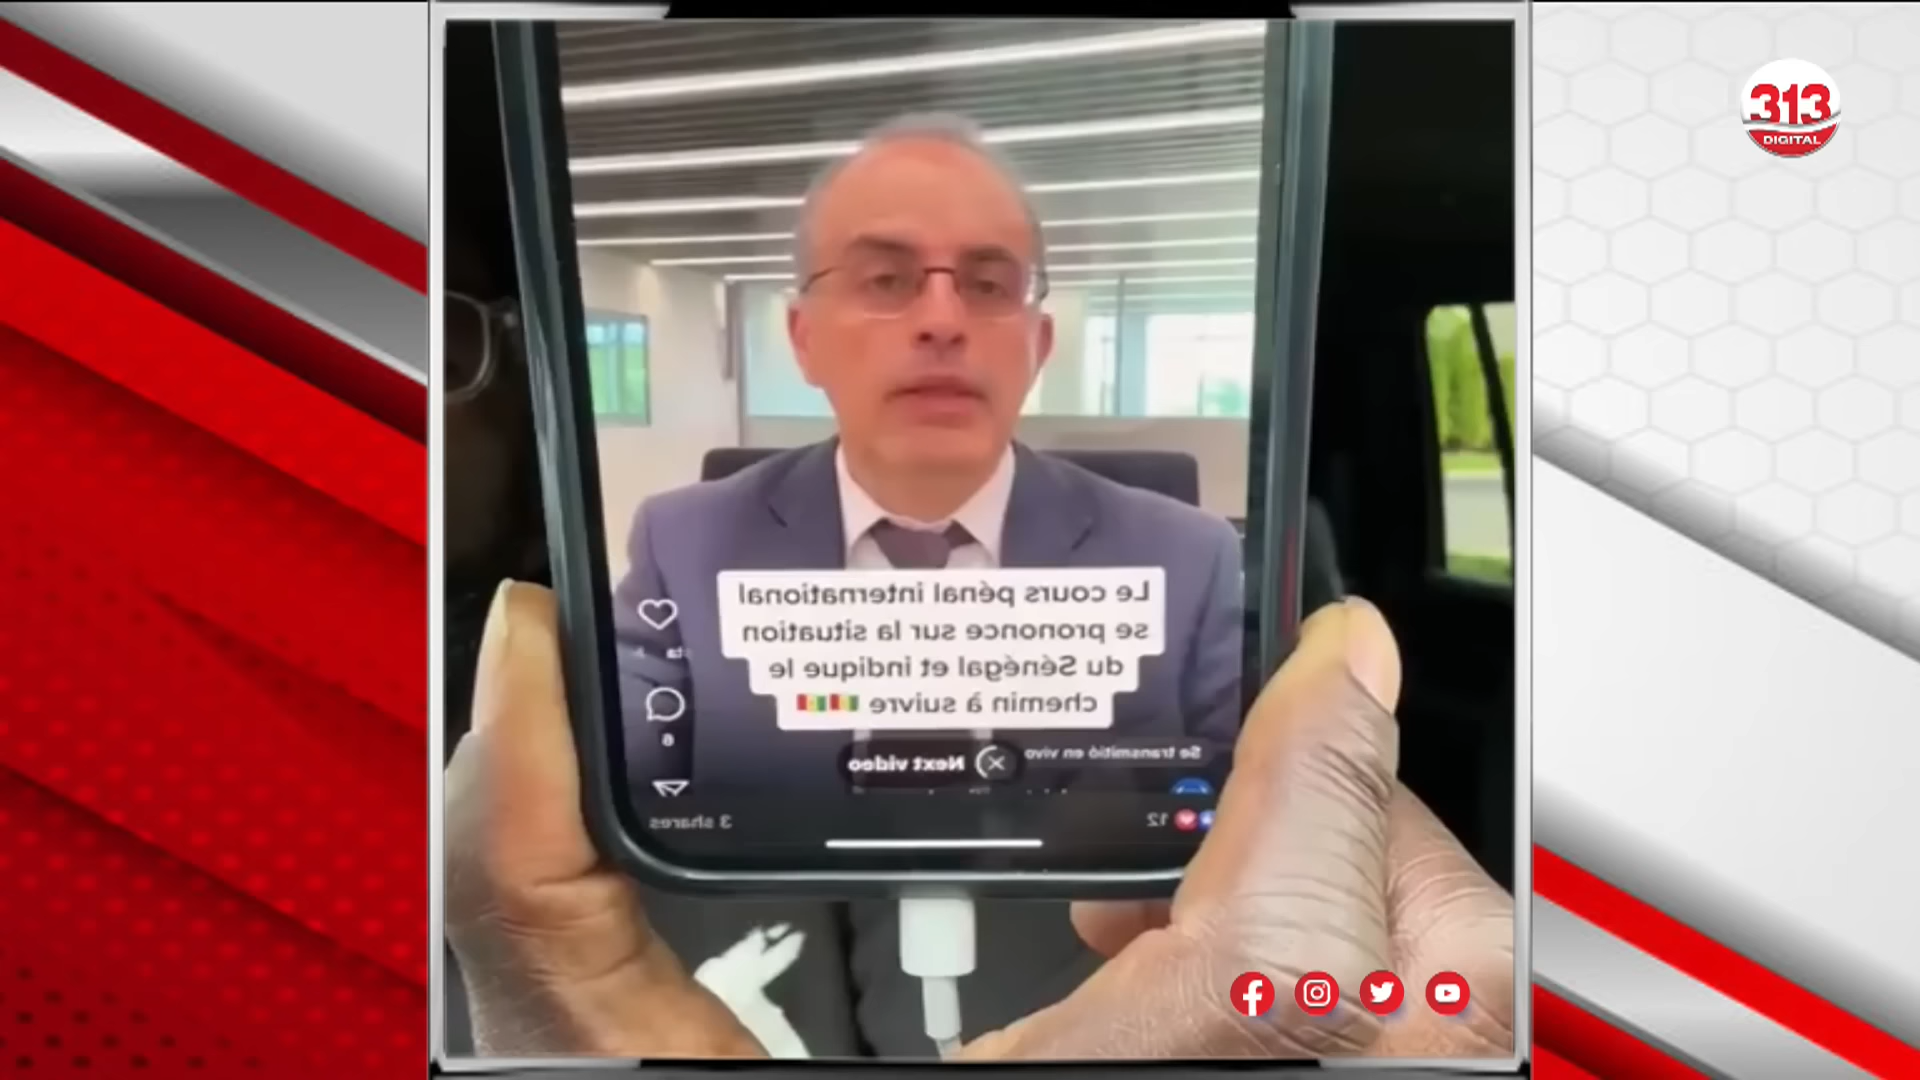 313
DIGITAL
Le cours pénal international
se prononce sur la situation
du Sénégal et indique le
chemin à suivre
Se transmitió en vivo
Next video
6
12
3 shares